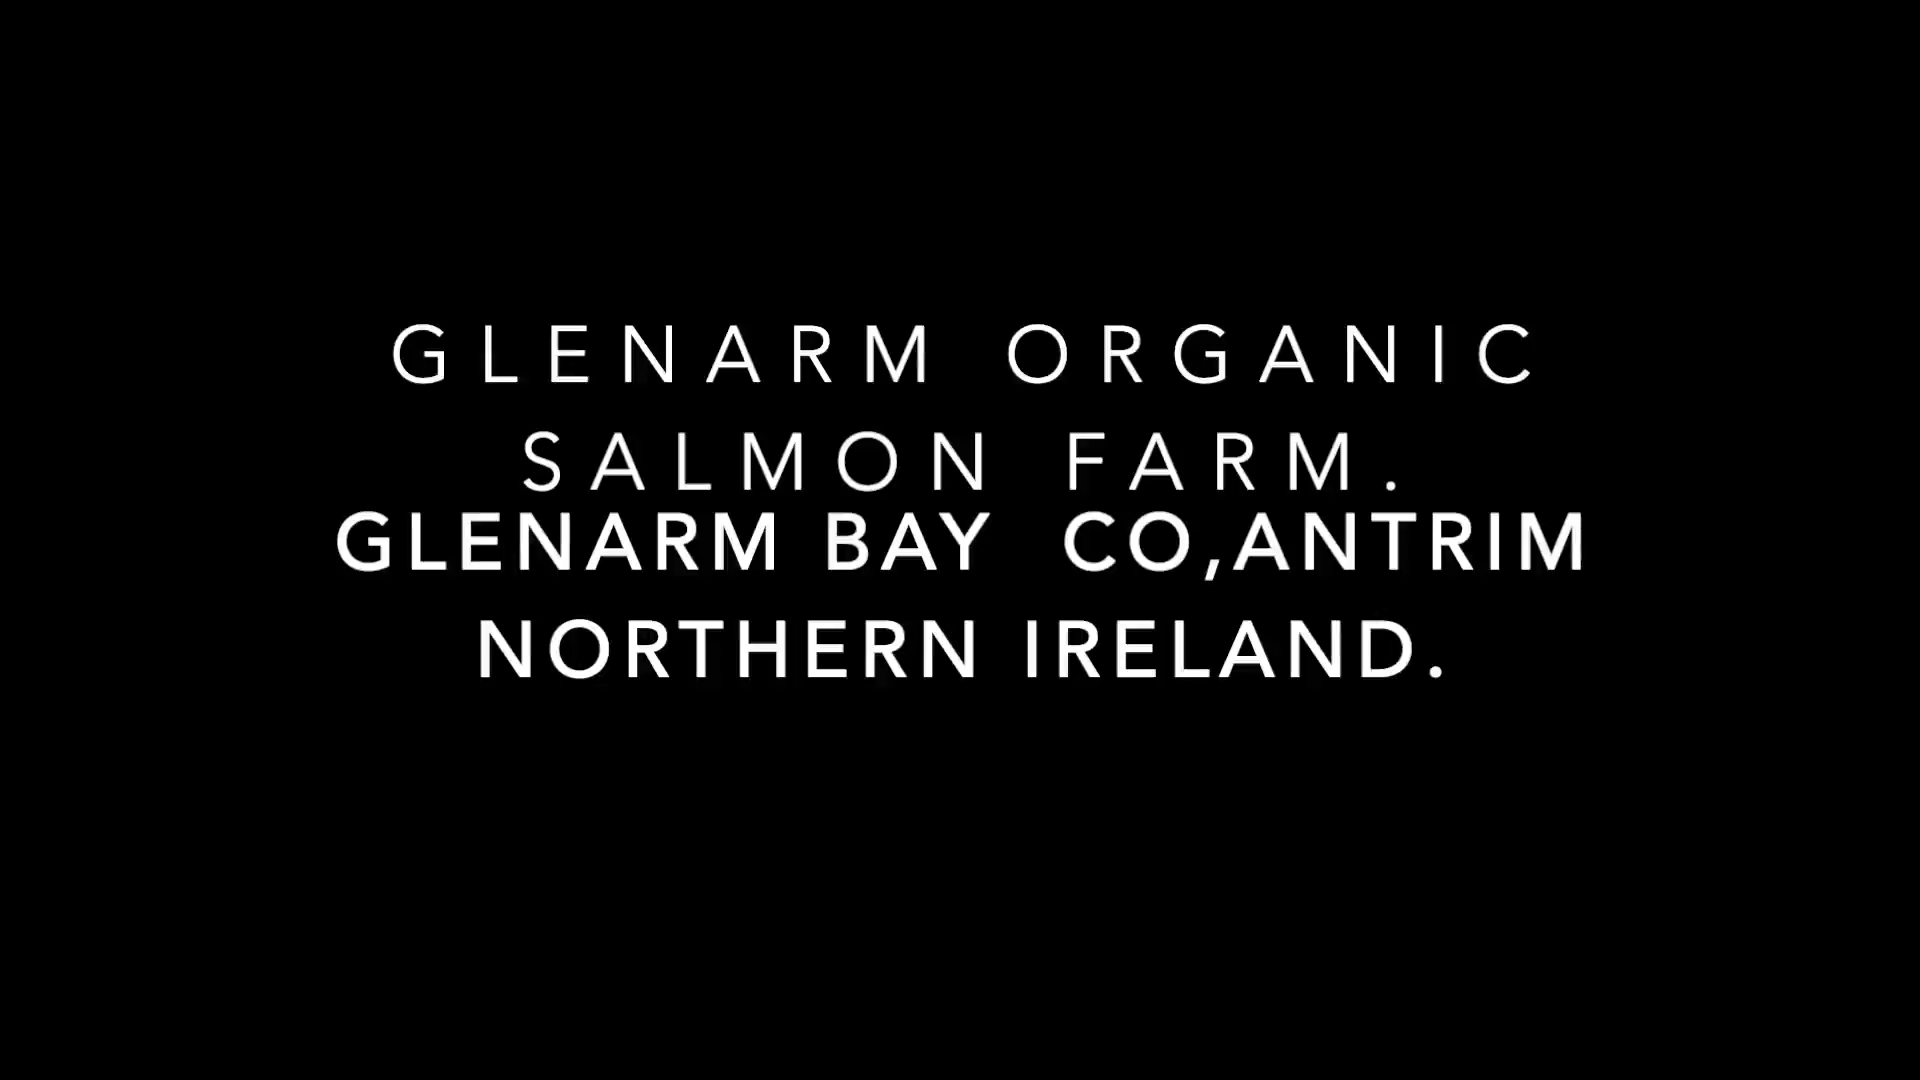 GLENARM ORGANIC
SALMON FARM.
GLENARM BAY  CO,ANTRIM
NORTHERN IRELAND.